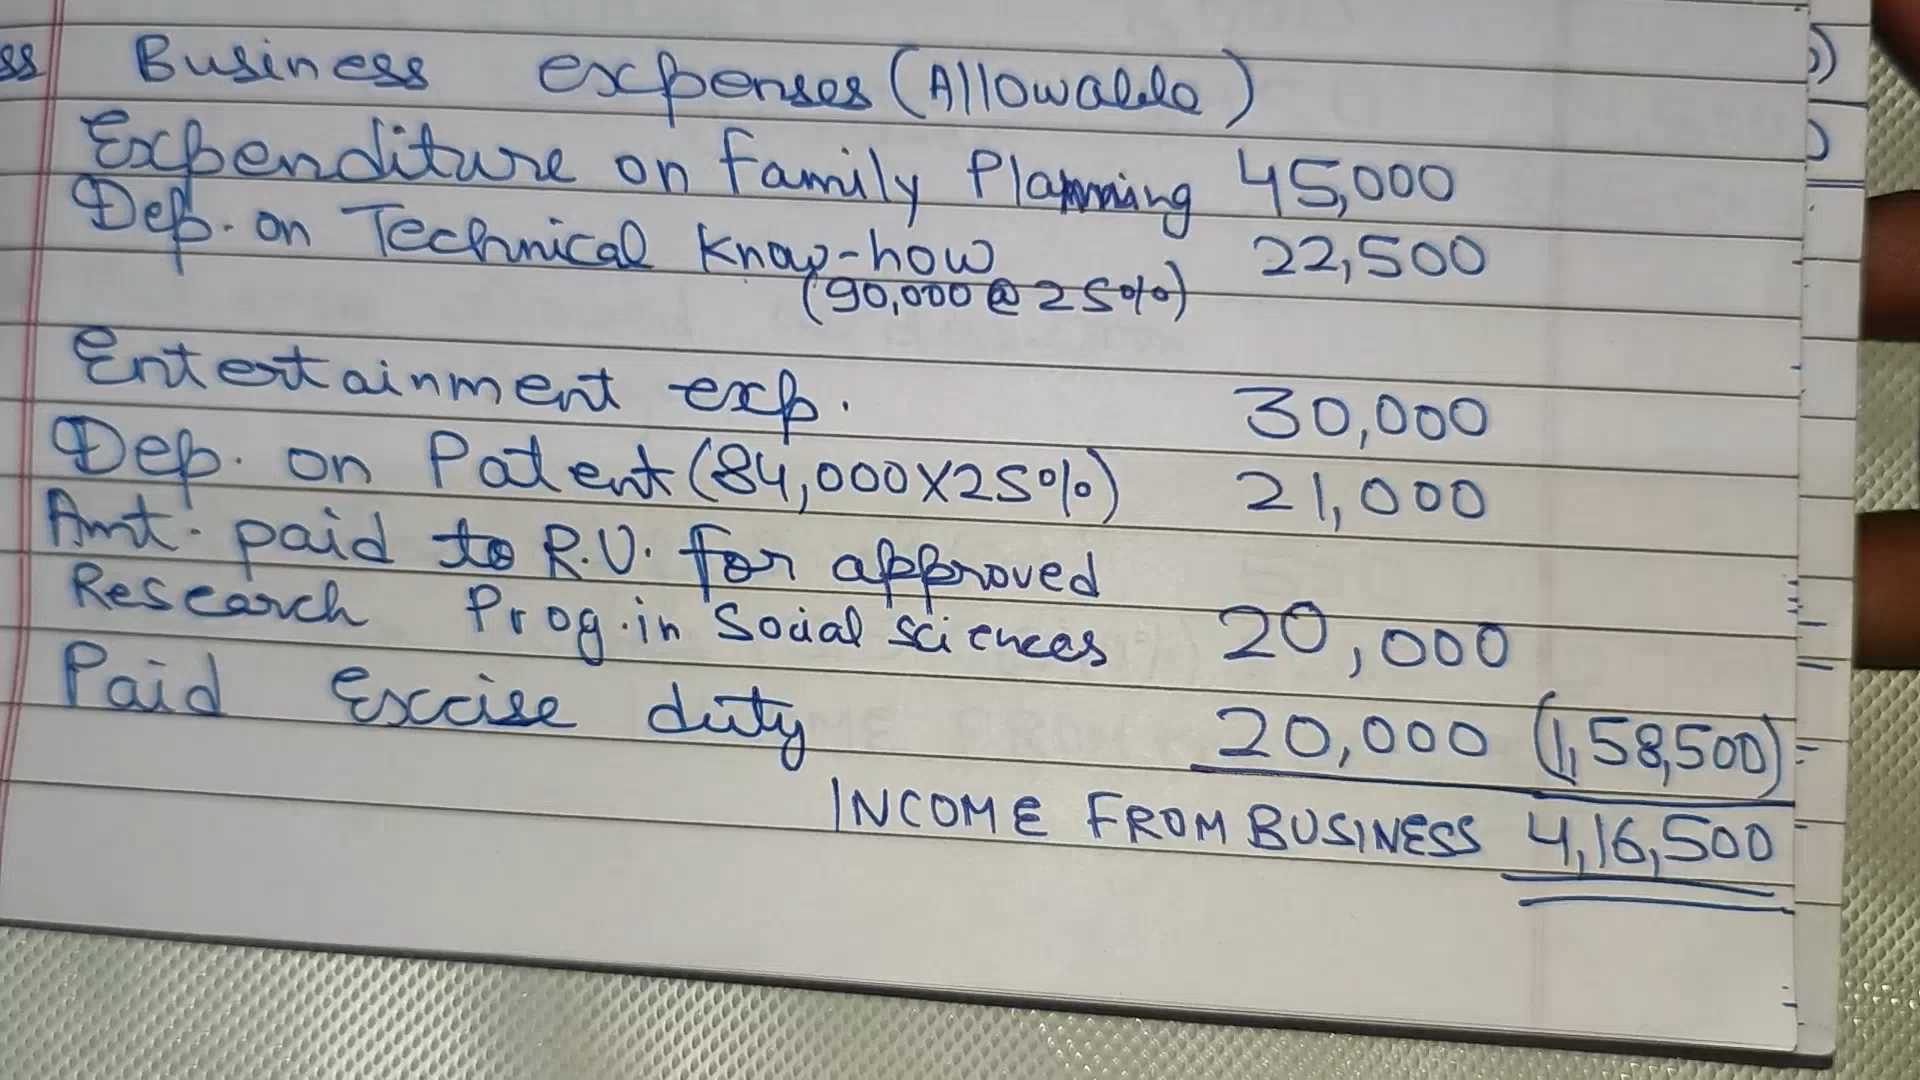 ss Business expenses (Allowable)
Expenditure on family Planning 45,000
Dep. on Technical Know-how 22,500
(90,000 @ 25%)
Entertainment exp. 30,000
Dep. on Patent (84,000X25%) 21,000
Amt. paid to R.U. for approved
Research Prog. in Social sciences 20,000
Paid Excise duty 20,000 (1,58,500)
INCOME FROM BUSINESS 4,16,500